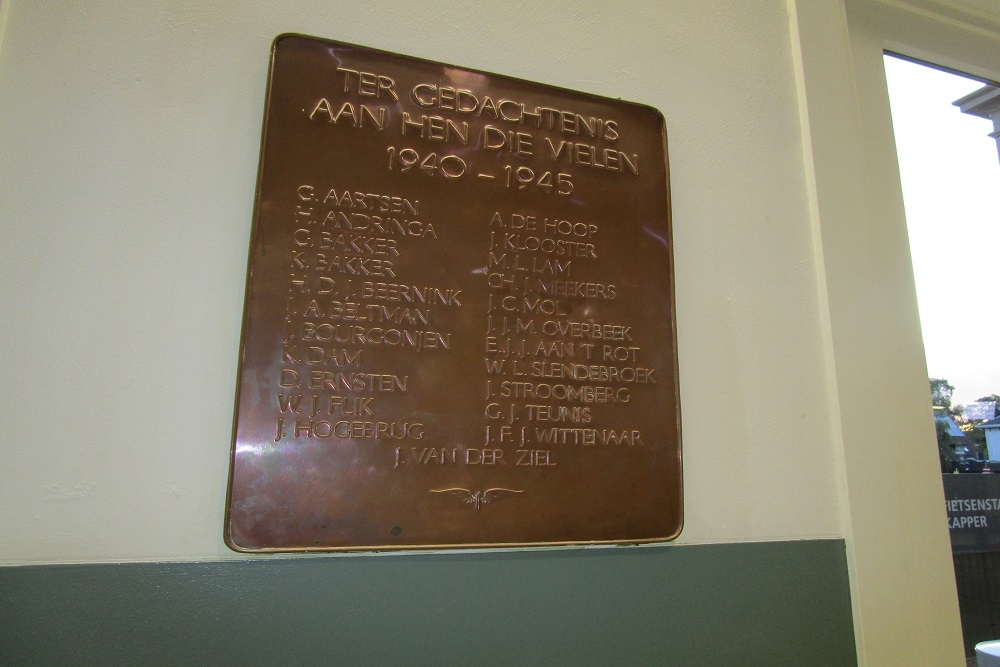 TER GEDACHTENIS
AAN HEN DIE VIELEN
1940 - 1945
G. AARTSEN
H. ANDRINGA
G. BAKKER
K. BAKKER
H. D. J. BEERNINK
J. A. BELTMAN
J. BOURGONJEN
K. DAM
D. ERNSTEN
W. J. FLIK
J. HOGEBRUG
A. DE HOOP
J. KLOOSTER
M. L. LAM
CH. J. MEEKERS
J. C. MOL
J. J. M. OVERBEEK
E. J. J. AAN 'T ROT
W. L. SLENDEBROEK
J. STROOMBERG
G. J. TEUNIS
J. F. J. WITTENAAR
J. VAN DER ZIEL
FIETSENSTA
KAPPER